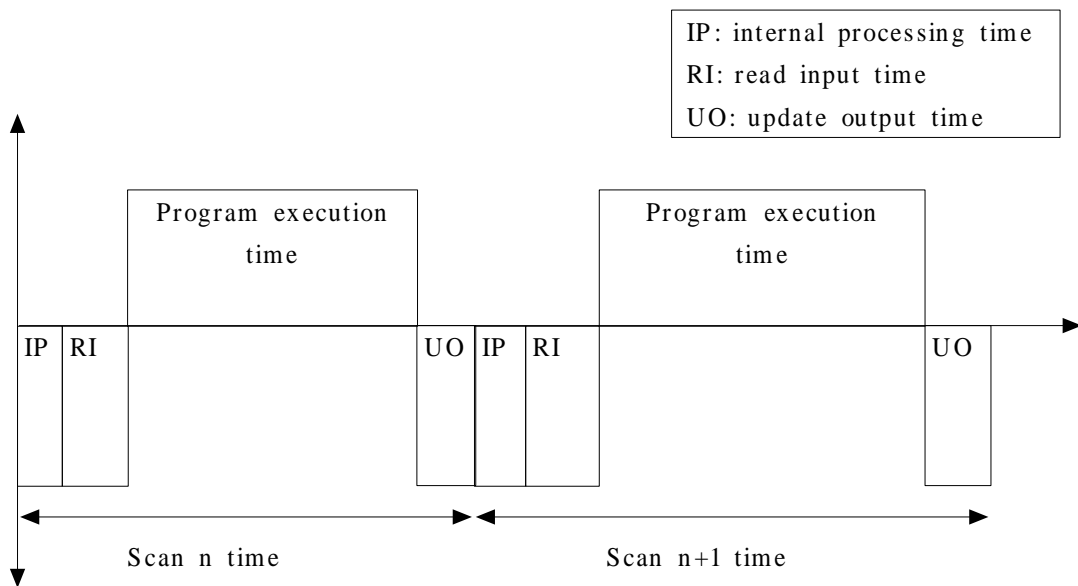 IP: internal processing time
RI: read input time
UO: update output time
Program execution
time
Program execution
time
IP
RI
UO
IP
RI
UO
Scan n time
Scan n+1 time